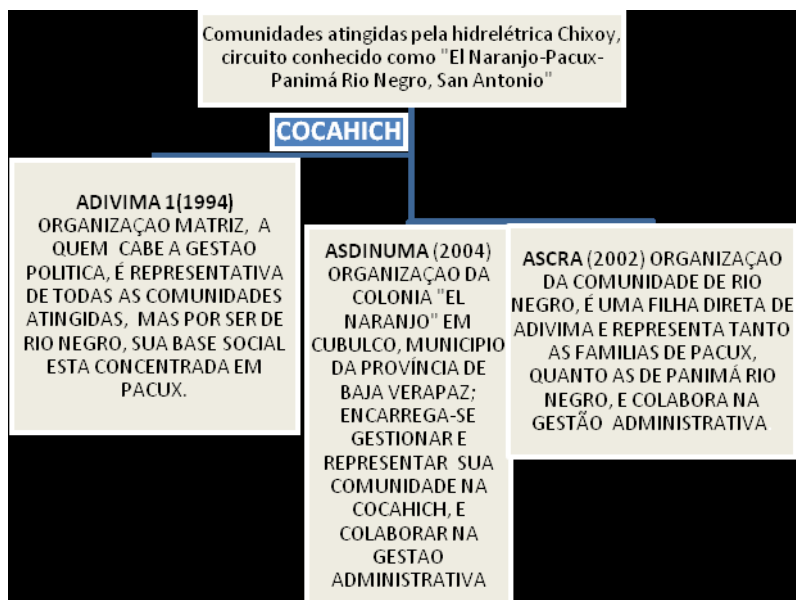 Comunidades atingidas pela hidrelétrica Chixoy,
circuito conhecido como "El Naranjo-Pacux-
Panimá Rio Negro, San Antonio"
COCAHICH
ADIVIMA 1(1994)
ORGANIZAÇAO MATRIZ, A
QUEM CABE A GESTAO
POLITICA, É REPRESENTATIVA
DE TODAS AS COMUNIDADES
ATINGIDAS, MAS POR SER DE
RIO NEGRO, SUA BASE SOCIAL
ESTA CONCENTRADA EM
PACUX.
ASDINUMA (2004)
ORGANIZAÇAO DA
COLONIA "EL
NARANJO" EM
CUBULCO, MUNICIPIO
DA PROVÍNCIA DE
BAJA VERAPAZ;
ENCARREGA-SE
GESTIONAR E
REPRESENTAR SUA
COMUNIDADE NA
COCAHICH, E
COLABORAR NA
GESTAO
ADMINISTRATIVA
ASCRA (2002) ORGANIZAÇAO
DA COMUNIDADE DE RIO
NEGRO, É UMA FILHA DIRETA DE
ADIVIMA E REPRESENTA TANTO
AS FAMILIAS DE PACUX,
QUANTO AS DE PANIMÁ RIO
NEGRO, E COLABORA NA
GESTÃO ADMINISTRATIVA